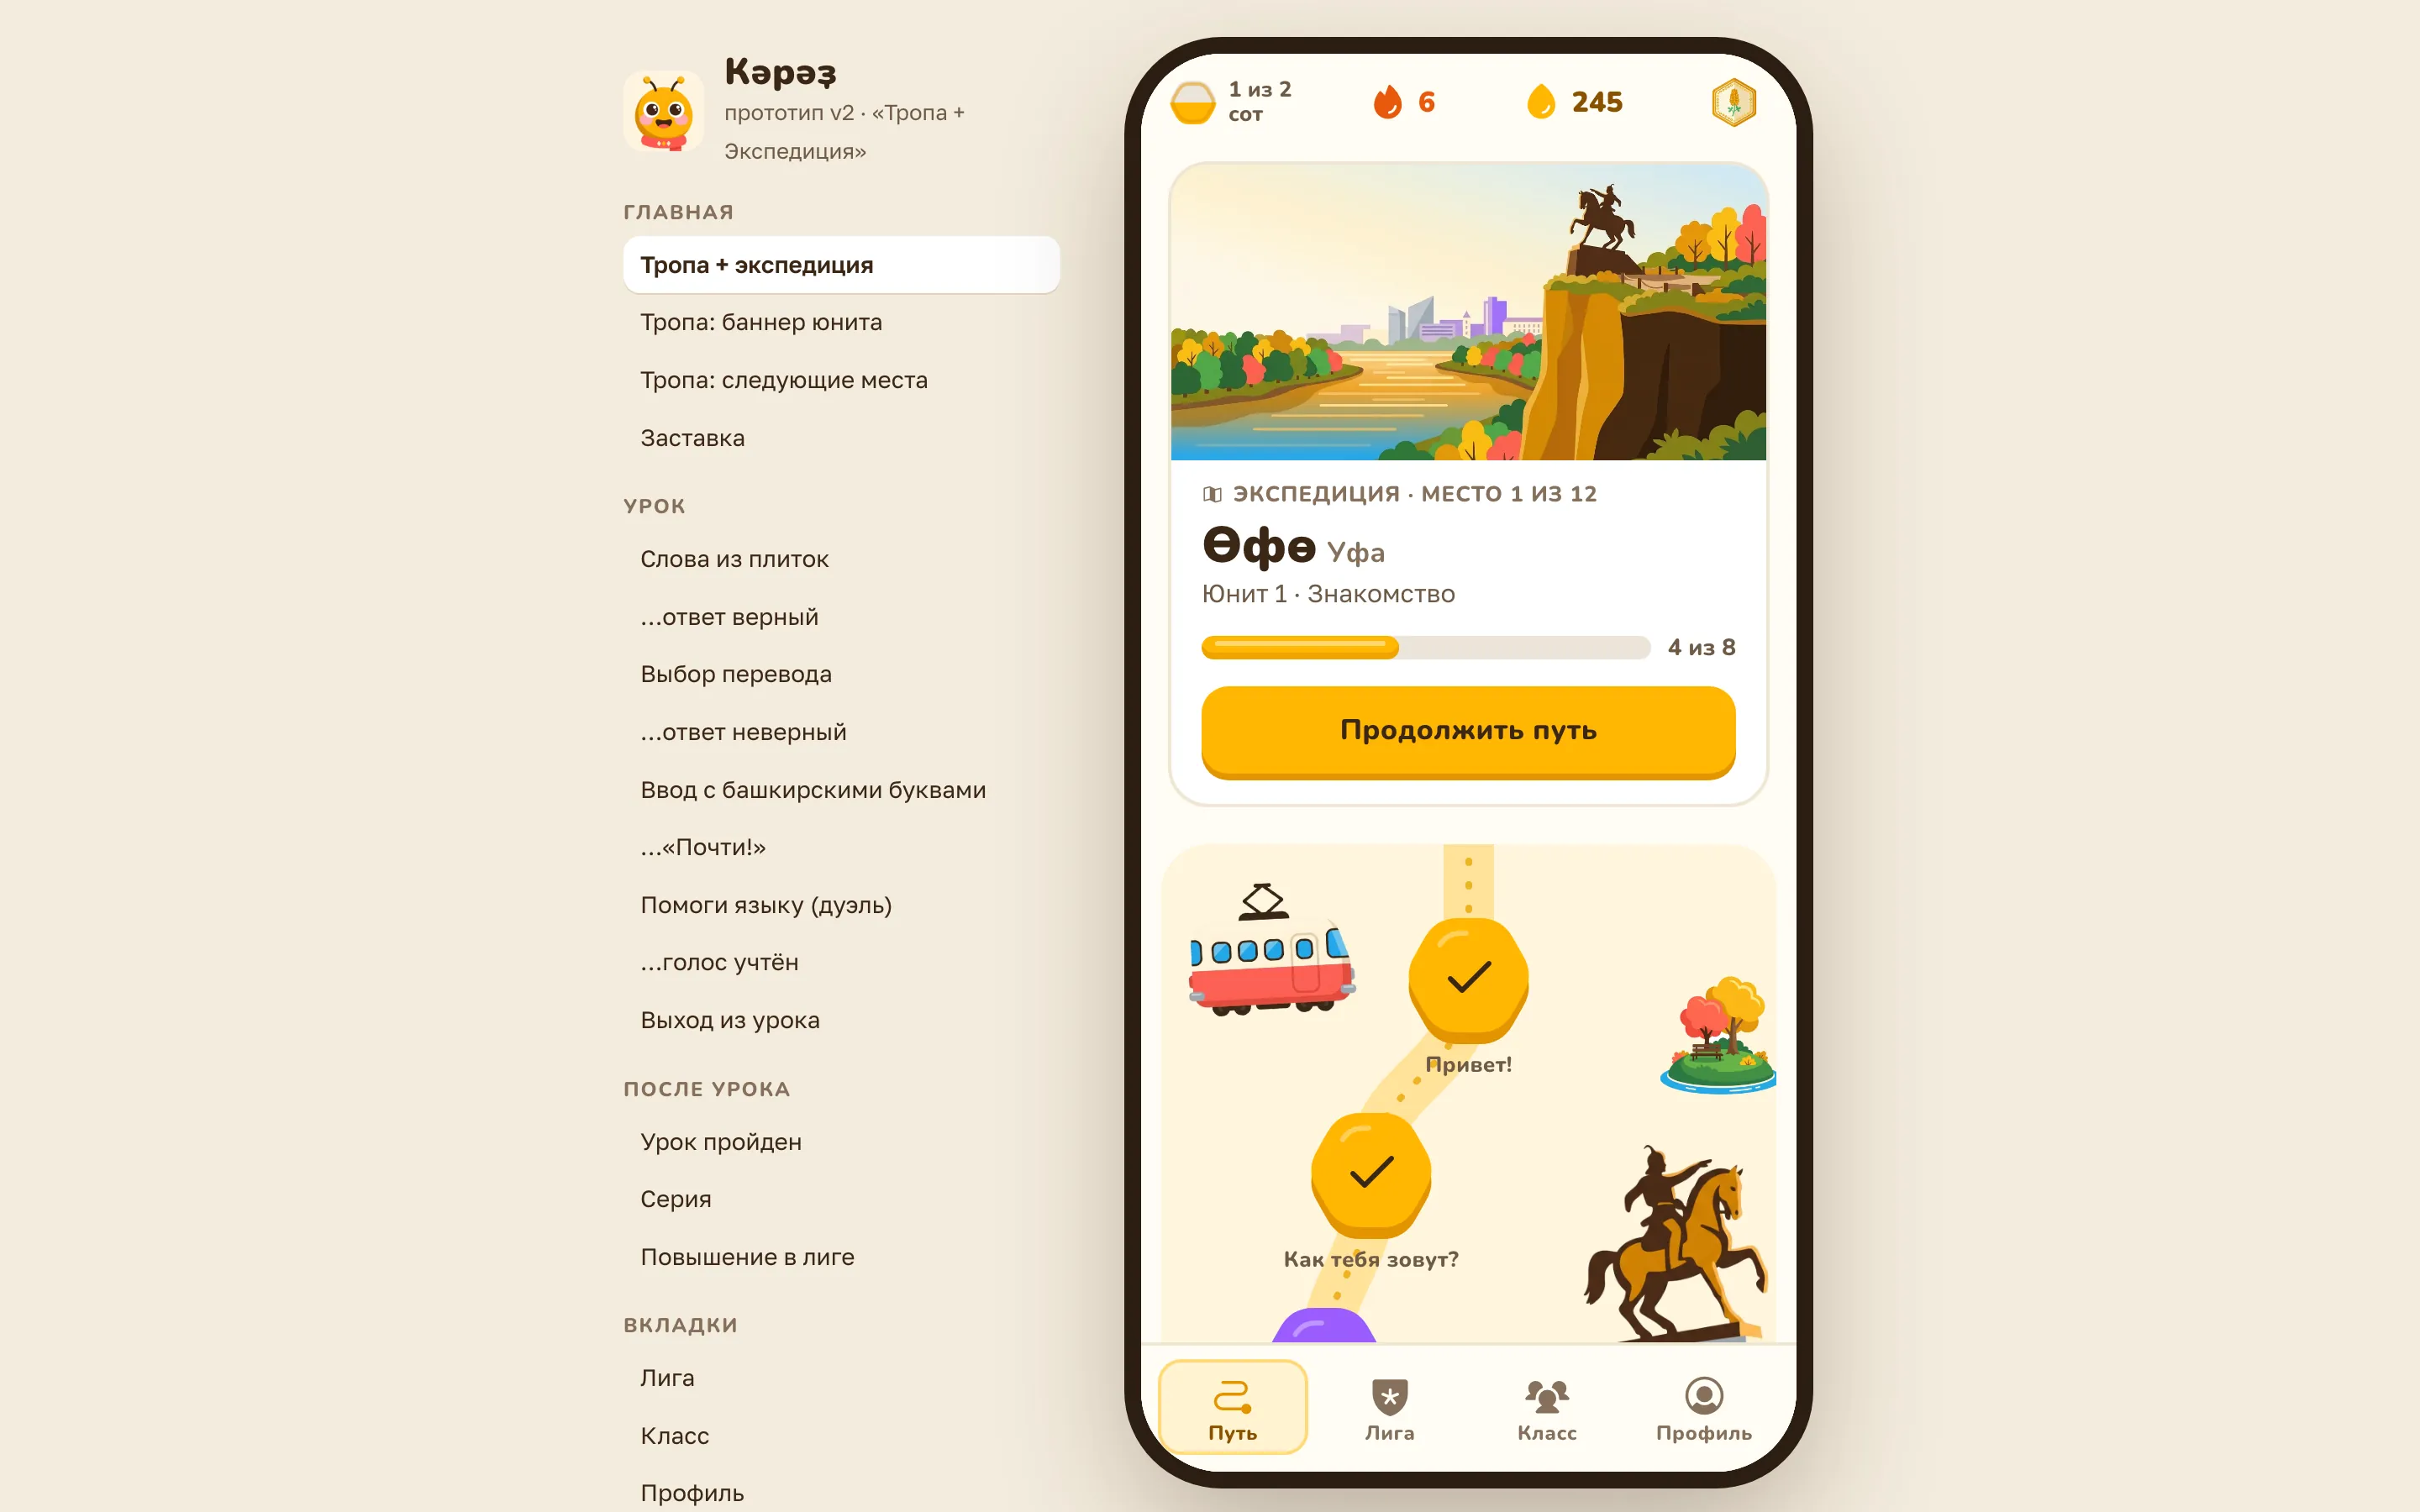 Кәрәҙ
прототип v2 · «Тропа +
Экспедиция»
ГЛАВНАЯ
Тропа + экспедиция
Тропа: баннер юнита
Тропа: следующие места
Заставка
УРОК
Слова из плиток
...ответ верный
Выбор перевода
...ответ неверный
Ввод с башкирскими буквами
...«Почти!»
Помоги языку (дуэль)
...голос учтён
Выход из урока
ПОСЛЕ УРОКА
Урок пройден
Серия
Повышение в лиге
ВКЛАДКИ
Лига
Класс
Профиль
1 из 2
сот
6
245
ЭКСПЕДИЦИЯ · МЕСТО 1 ИЗ 12
Өфө Уфа
Юнит 1 · Знакомство
4 из 8
Продолжить путь
Привет!
Как тебя зовут?
Путь
Лига
Класс
Профиль